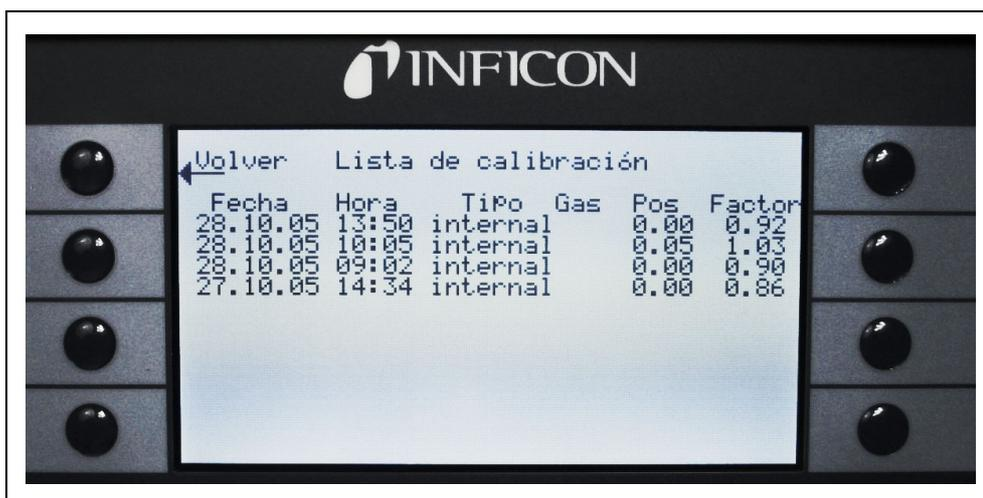 INFICON
Volver Lista de calibración
Fecha Hora Tipo Gas Pos Factor
28.10.05 13:50 internal 0.00 0.92
28.10.05 10:05 internal 0.05 1.03
28.10.05 09:02 internal 0.00 0.90
27.10.05 14:34 internal 0.00 0.86